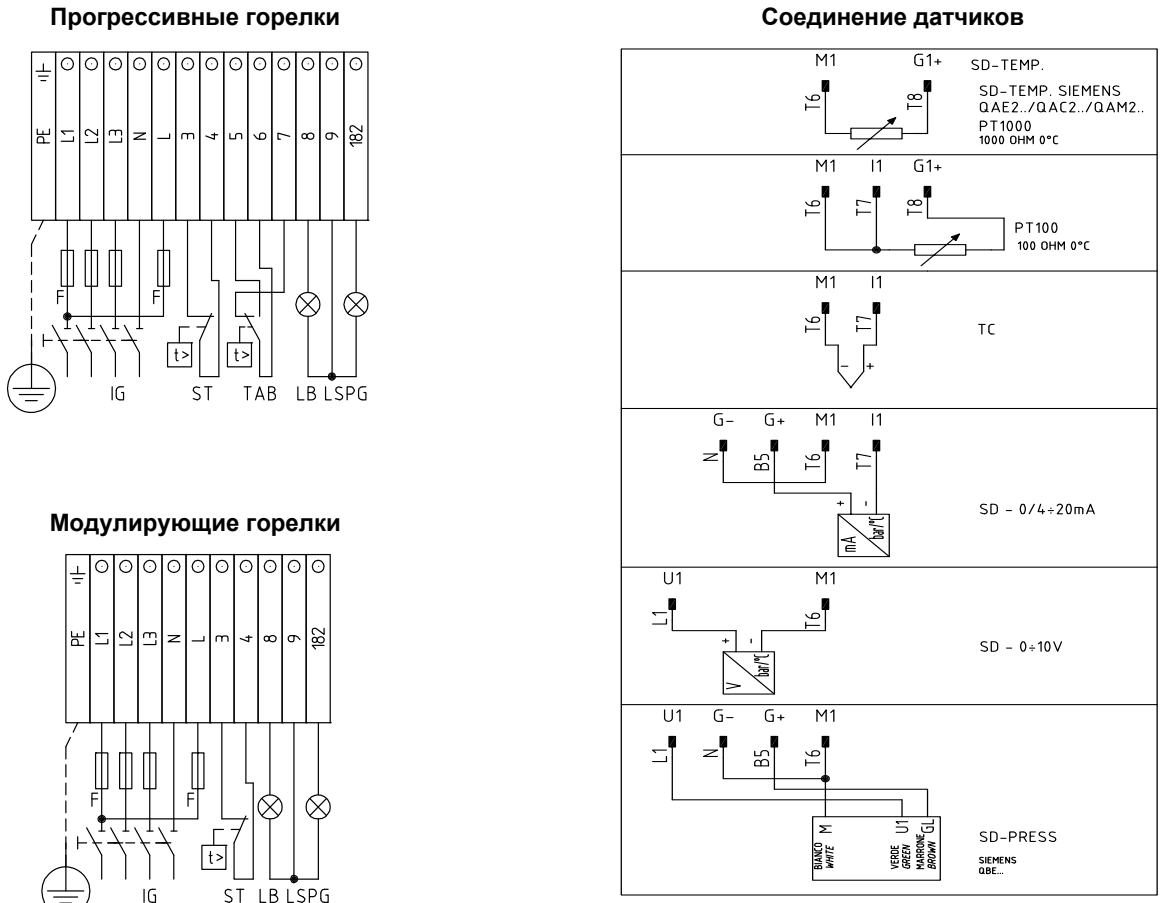 Прогрессивные горелки
PE L1 L2 L3 N L 3 4 5 6 7 8 9 182
F F
t> t>
IG ST TAB LB LSPG
Модулирующие горелки
PE L1 L2 L3 N L 3 4 8 9 182
F F
t>
IG ST LB LSPG
Соединение датчиков
M1 G1+ SD-TEMP.
T6 T8
SD-TEMP. SIEMENS
QAE2../QAC2../QAM2..
PT1000
1000 OHM 0°C
M1 I1 G1+
T6 T7 T8
PT100
100 OHM 0°C
M1 I1
T6 T7
TC
- +
G- G+ M1 I1
N B5 T6 T7
+ -
mA bar/°C
SD - 0/4÷20mA
U1 M1
L1 T6
+ -
V bar/°C
SD - 0÷10V
U1 G- G+ M1
L1 N B5 T6
M U1 GL
BIANCO
WHITE
VERDE
GREEN
MARRONE
BROWN
SD-PRESS
SIEMENS
QBE...